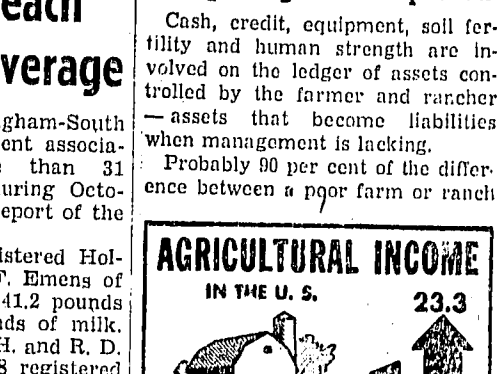 each
verage
gham-South
ent associa-
than 31
uring Octo-
eport of the
istered Hol-
F. Emens of
41.2 pounds
ds of milk.
H. and R. D.
8 registered
Cash, credit, equipment, soil fer-
tility and human strength are in-
volved on the ledger of assets con-
trolled by the farmer and rancher
— assets that become liabilities
when management is lacking.
Probably 90 per cent of the differ-
ence between a poor farm or ranch
AGRICULTURAL INCOME
IN THE U. S.
23.3